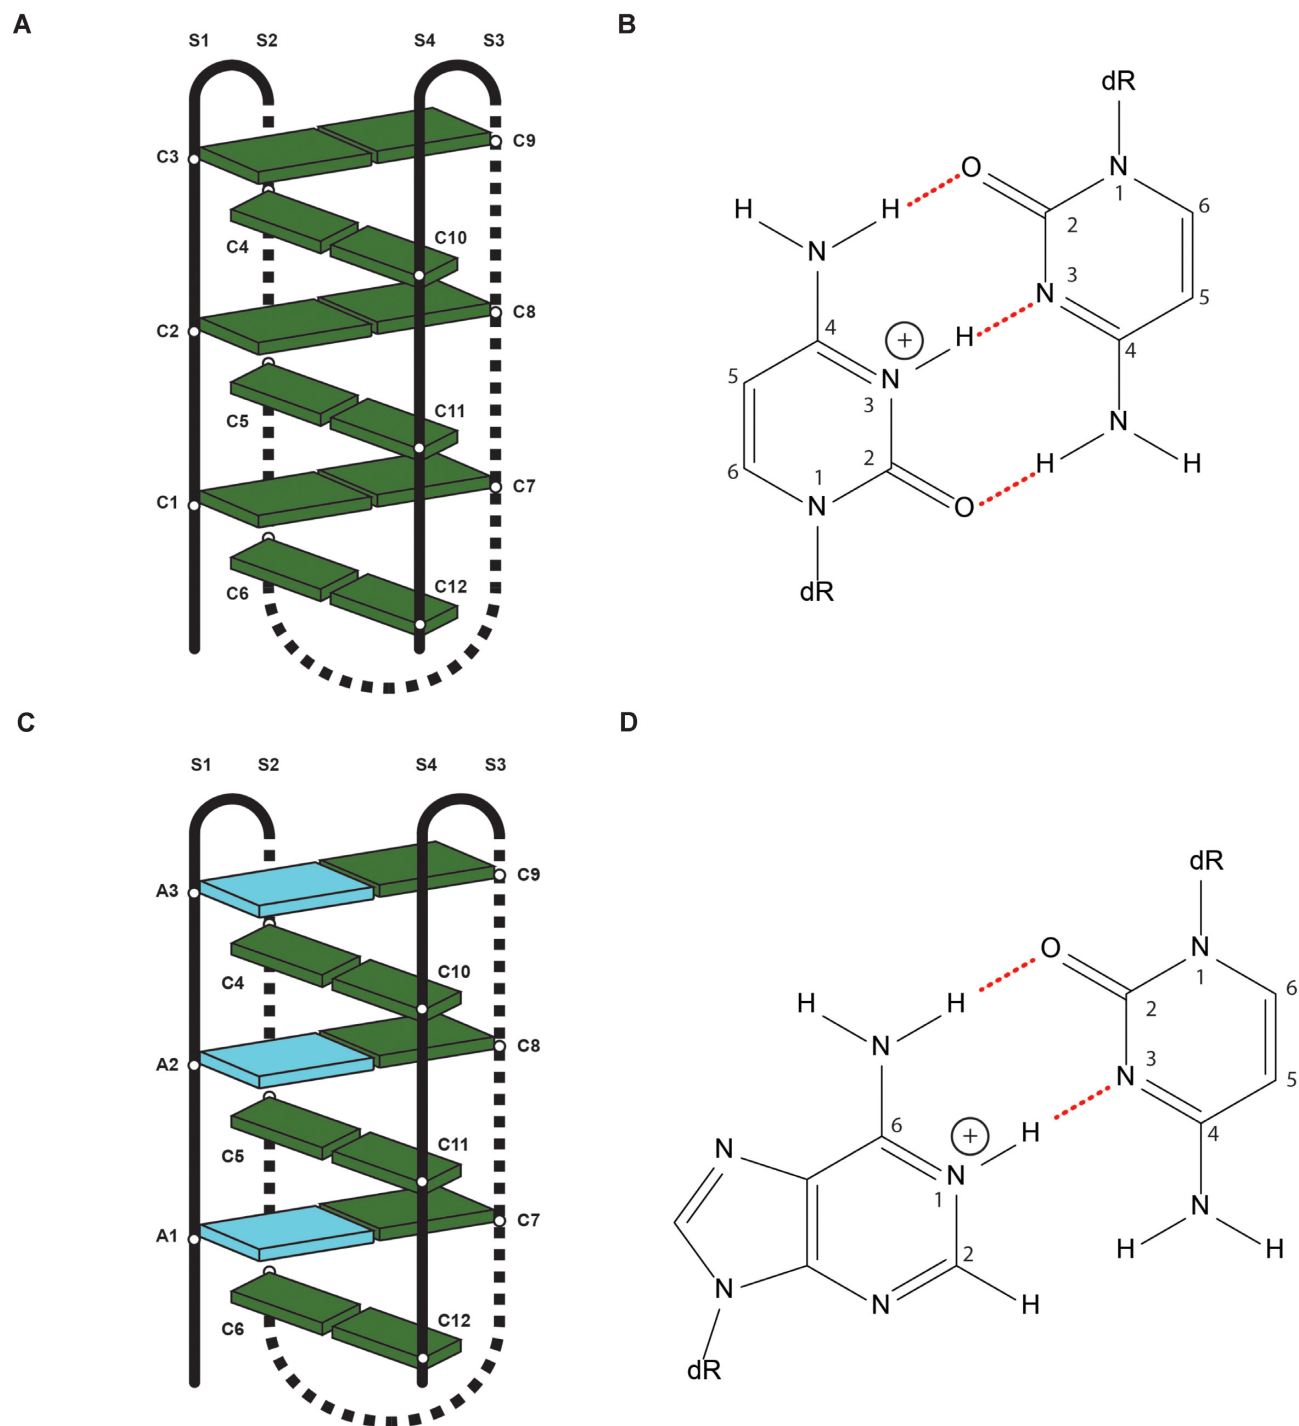 A
S1 S2 S4 S3
C3 C9
C4 C10
C2 C8
C5 C11
C1 C7
C6 C12
B
dR
O N
1
H H 2 6
N 3
N 5
4 + H 4
5 N
3 N
6 2 H H
1
N O
dR
C
S1 S2 S4 S3
A3 C9
C4 C10
A2 C8
C5 C11
A1 C7
C6 C12
D
dR
O N
1 6
H H 2
N 3
N 5
6 + H 4
N N
1 N
2 H H
N N H
dR